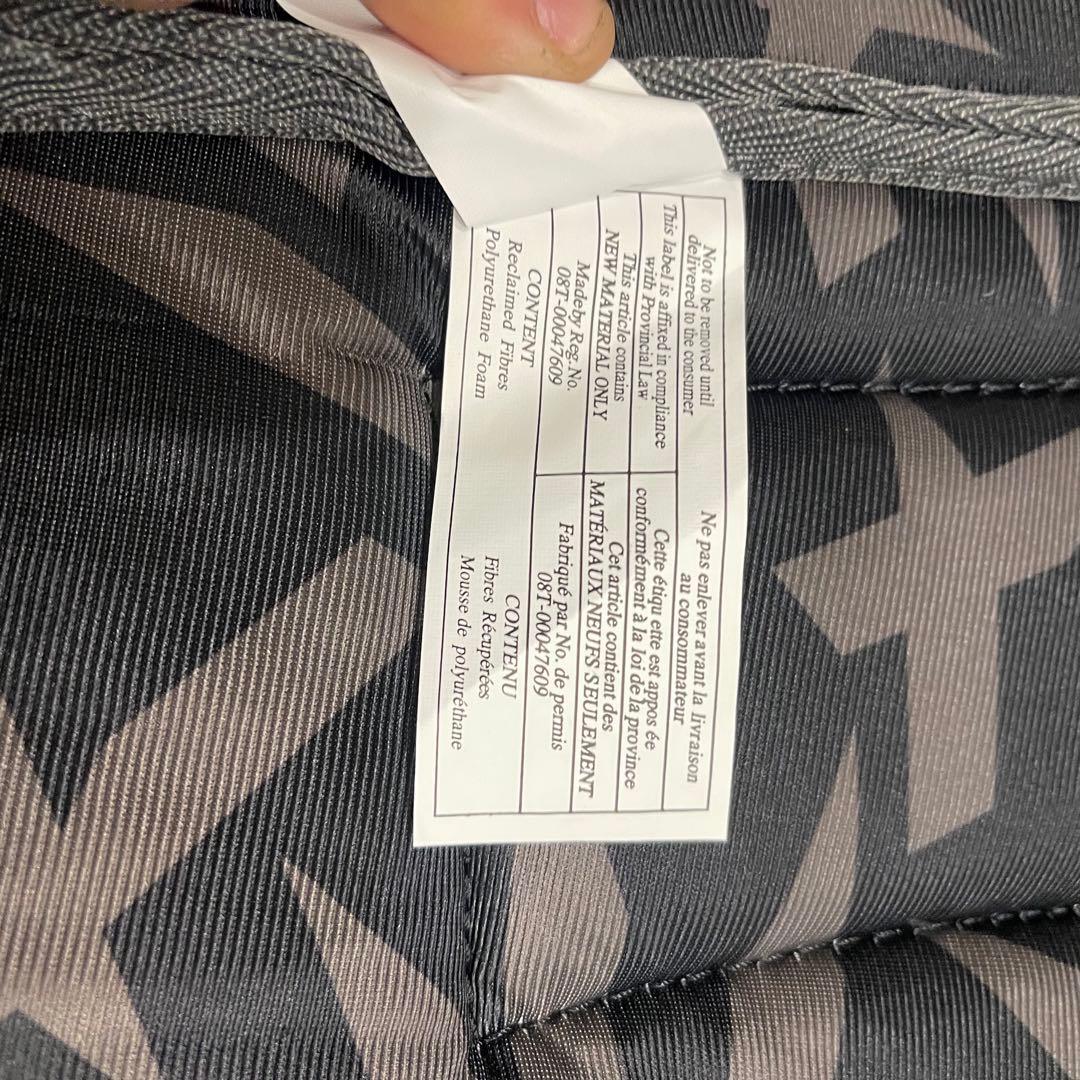 Not to be removed until
delivered to the consumer
Ne pas enlever avant la livraison
au consommateur
This label is affixed in compliance
with Provincial Law
Cette étiqu ette est appos ée
conformément à la loi de la province
This article contains
NEW MATERIAL ONLY
Cet article contient des
MATÉRIAUX NEUFS SEULEMENT
Made by Reg. No.
08T-00047609
Fabriqué par No. de permis
08T-00047609
CONTENT
Reclaimed Fibres
Polyurethane Foam
CONTENU
Fibres Récupérées
Mousse de polyuréthane